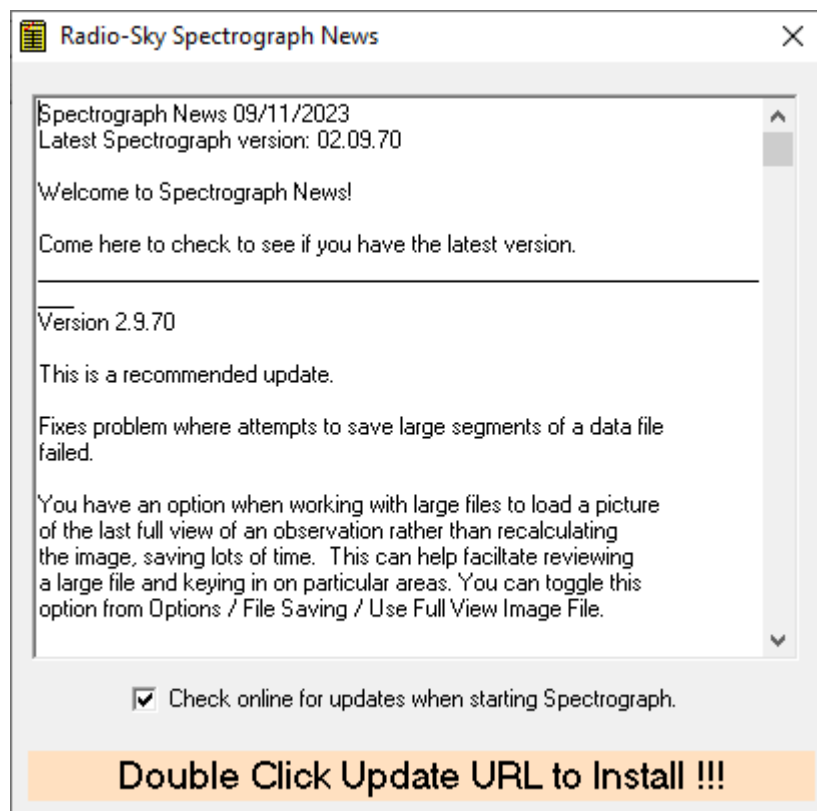 Radio-Sky Spectrograph News
Spectrograph News 09/11/2023
Latest Spectrograph version: 02.09.70
Welcome to Spectrograph News!
Come here to check to see if you have the latest version.
Version 2.9.70
This is a recommended update.
Fixes problem where attempts to save large segments of a data file
failed.
You have an option when working with large files to load a picture
of the last full view of an observation rather than recalculating
the image, saving lots of time.  This can help faciltate reviewing
a large file and keying in on particular areas. You can toggle this
option from Options / File Saving / Use Full View Image File.
Check online for updates when starting Spectrograph.
Double Click Update URL to Install !!!